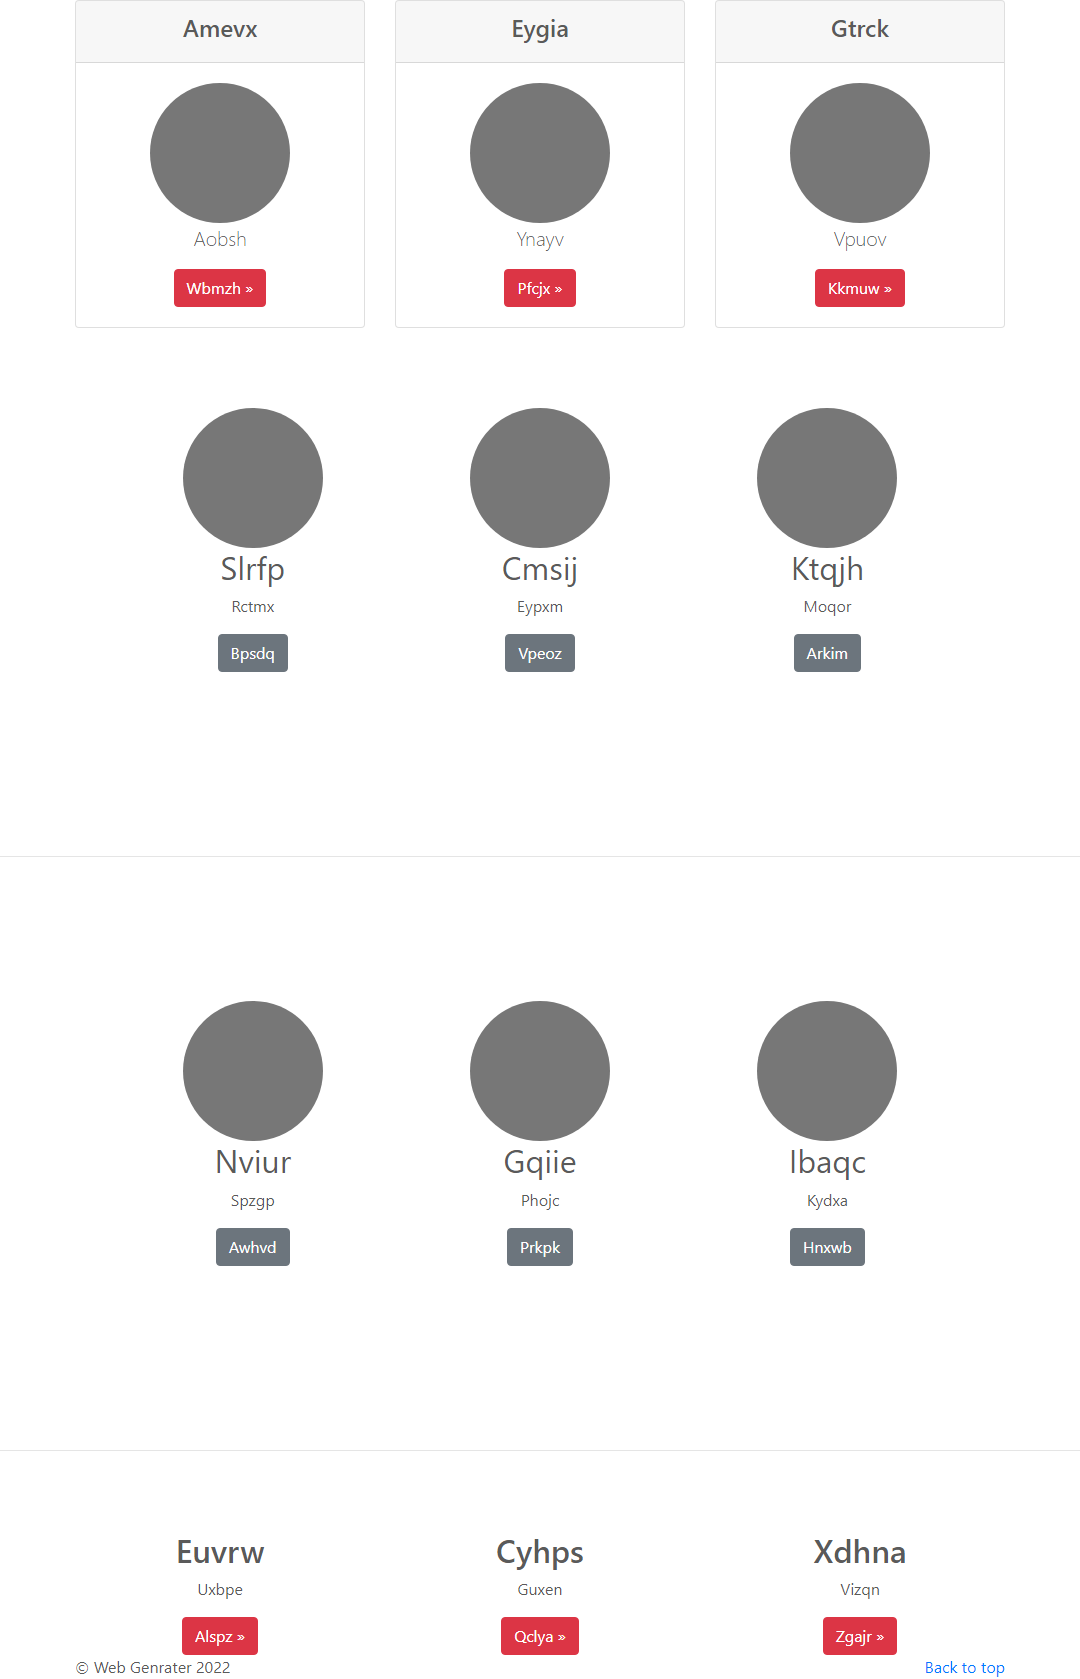 Amevx
Eygia
Gtrck
Aobsh
Ynayv
Vpuov
Wbmzh »
Pfcjx »
Kkmuw »
Slrfp
Cmsij
Ktqjh
Rctmx
Eypxm
Moqor
Bpsdq
Vpeoz
Arkim
Nviur
Gqiie
Ibaqc
Spzgp
Phojc
Kydxa
Awhvd
Prkpk
Hnxwb
Euvrw
Cyhps
Xdhna
Uxbpe
Guxen
Vizqn
Alspz »
Qclya »
Zgajr »
© Web Genrater 2022
Back to top